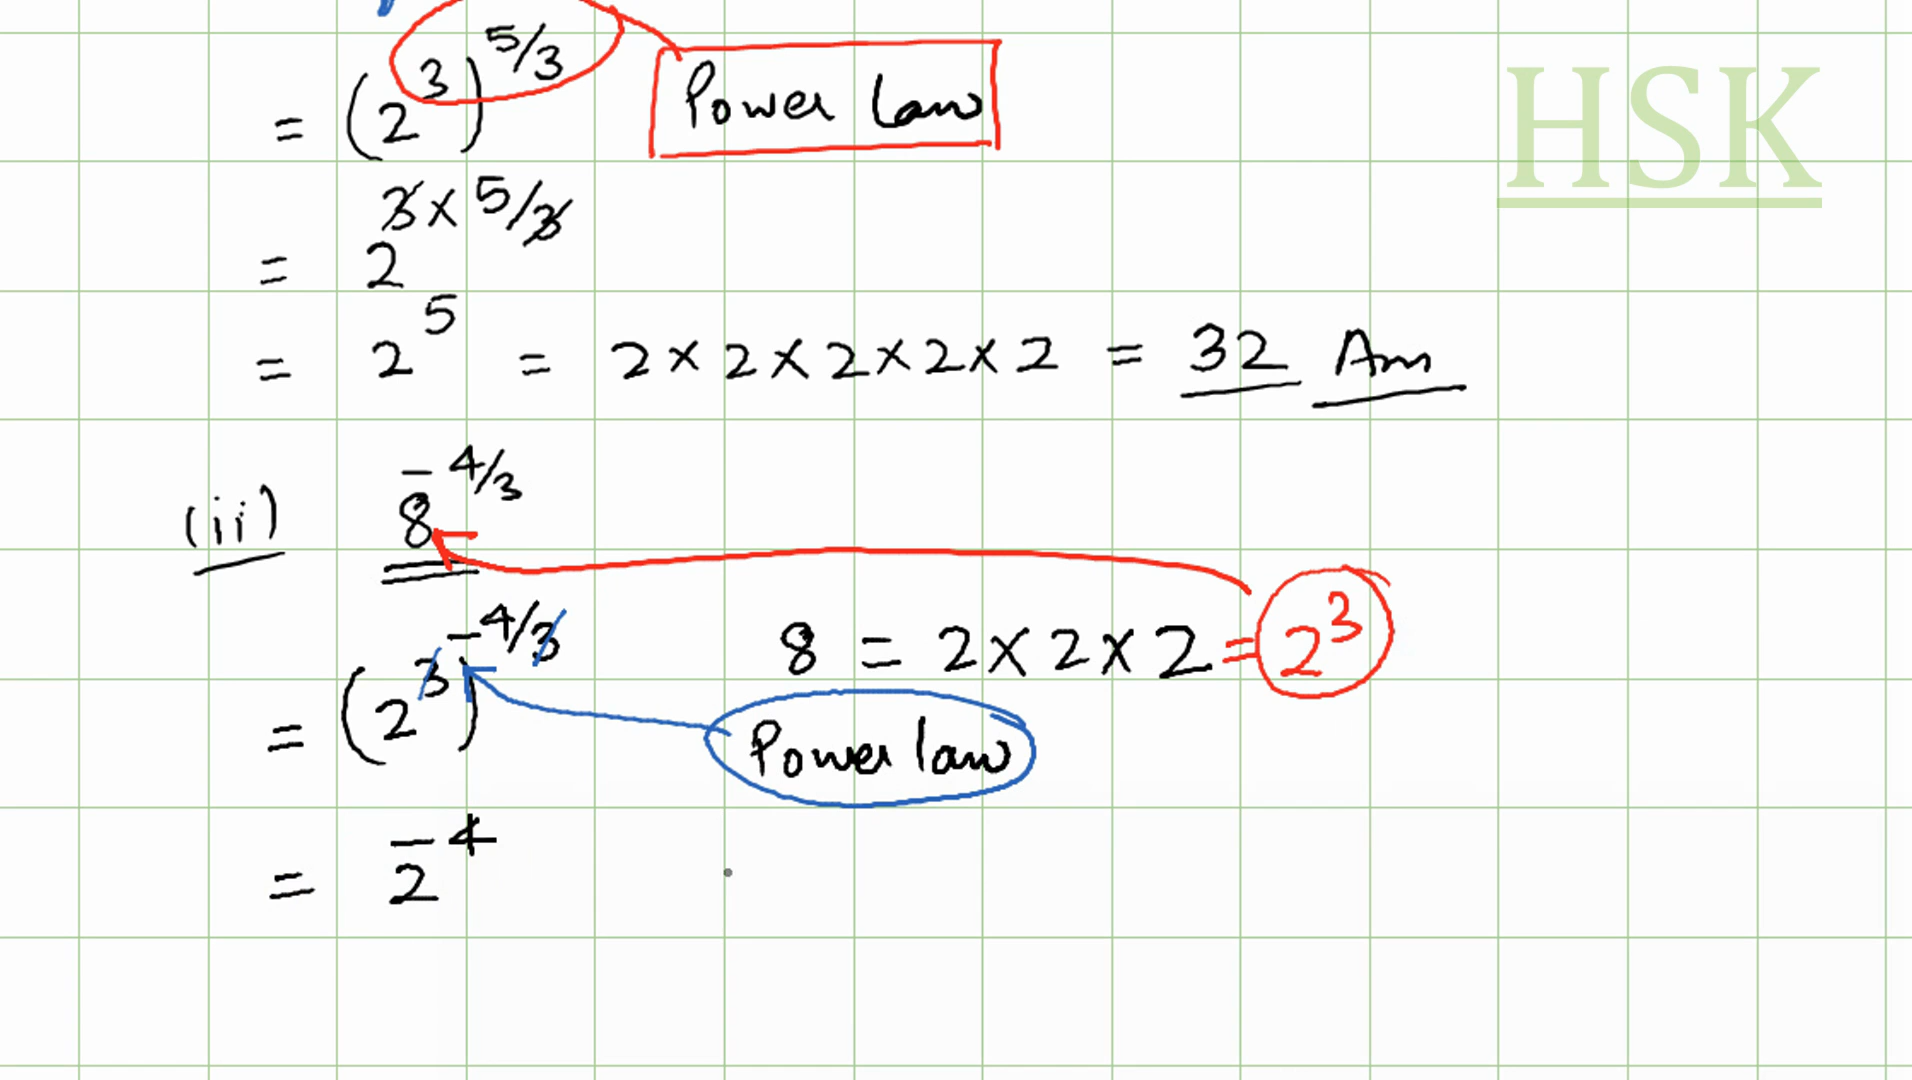 = (2³)^5/3 Power law
HSK
= 2^3×5/3
= 2⁵ = 2×2×2×2×2 = 32 Ans
(ii) 8^-4/3
= (2³)^-4/3 8 = 2×2×2 = 2³
Power law
= 2^-4